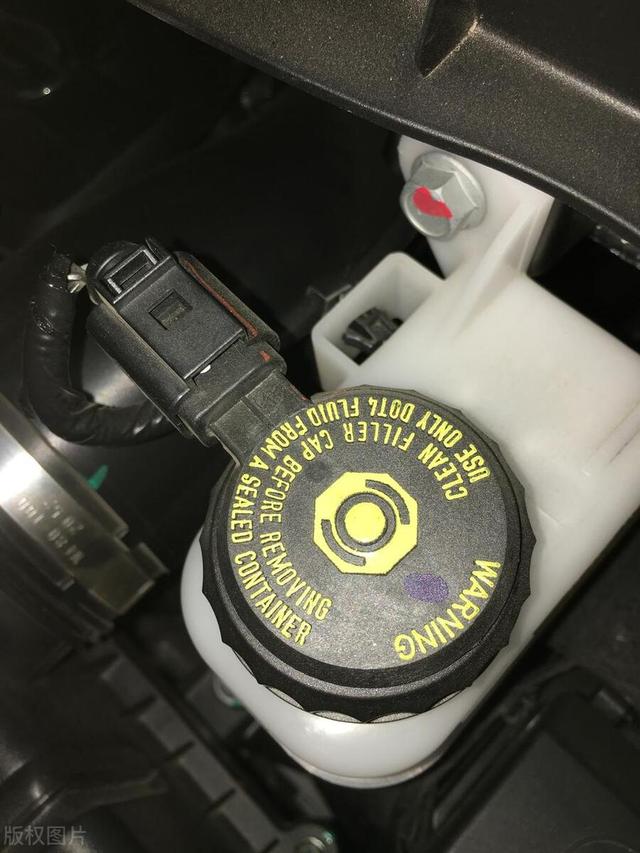 WARNING
CLEAN FILLER CAP BEFORE REMOVING
USE ONLY DOT4 FLUID FROM A SEALED CONTAINER
版权图片